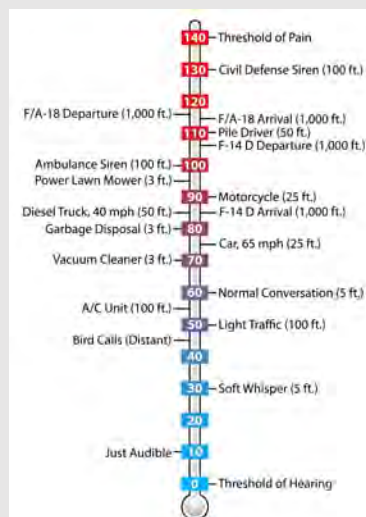 140 Threshold of Pain
130 Civil Defense Siren (100 ft.)
120
F/A-18 Departure (1,000 ft.)
F/A-18 Arrival (1,000 ft.)
110 Pile Driver (50 ft.)
F-14 D Departure (1,000 ft.)
Ambulance Siren (100 ft.) 100
Power Lawn Mower (3 ft.)
90 Motorcycle (25 ft.)
Diesel Truck, 40 mph (50 ft.) F-14 D Arrival (1,000 ft.)
Garbage Disposal (3 ft.) 80
Car, 65 mph (25 ft.)
Vacuum Cleaner (3 ft.) 70
60 Normal Conversation (5 ft.)
A/C Unit (100 ft.)
50 Light Traffic (100 ft.)
Bird Calls (Distant)
40
30 Soft Whisper (5 ft.)
20
Just Audible 10
0 Threshold of Hearing